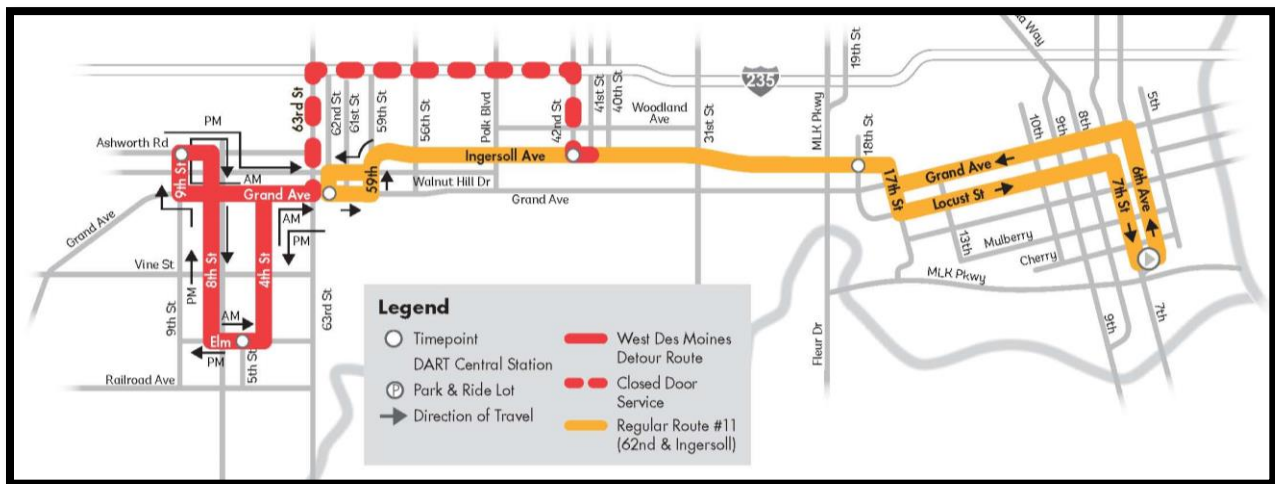 PM
Ashworth Rd
9th St
AM
Grand Ave
Grand Ave
8th St
4th St
AM
PM
Vine St
PM
9th St
AM
Elm
PM
5th St
Railroad Ave
63rd St
63rd St
62nd St
61st St
59th St
59th
56th St
Polk Blvd
42nd St
41st St
40th St
Woodland
Ave
31st St
Ingersoll Ave
Walnut Hill Dr
Grand Ave
235
MLK Pkwy
19th St
18th St
17th St
Fleur Dr
Grand Ave
Locust St
13th
Mulberry
Cherry
MLK Pkwy
10th
9th
8th
7th St
6th Ave
5th
9th
7th
Way
Legend
Timepoint
DART Central Station
P Park & Ride Lot
Direction of Travel
West Des Moines
Detour Route
Closed Door
Service
Regular Route #11
(62nd & Ingersoll)